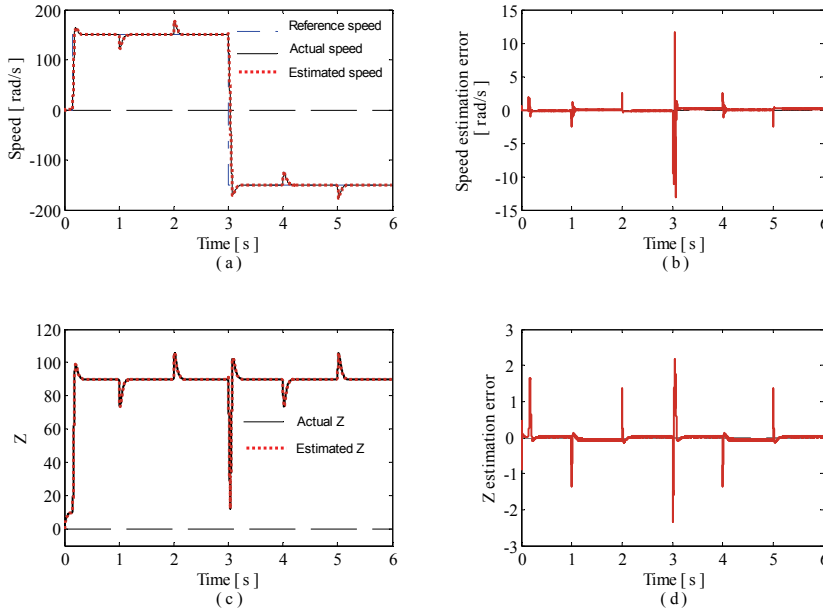 200
100
0
-100
-200
Speed [ rad/s ]
Reference speed
Actual speed
Estimated speed
0 1 2 3 4 5 6
Time [ s ]
( a )
15
10
5
0
-5
-10
-15
Speed estimation error
[ rad/s ]
0 1 2 3 4 5 6
Time [ s ]
( b )
120
100
80
60
40
20
0
Z
Actual Z
Estimated Z
0 1 2 3 4 5 6
Time [ s ]
( c )
3
2
1
0
-1
-2
-3
Z estimation error
0 1 2 3 4 5 6
Time [ s ]
( d )